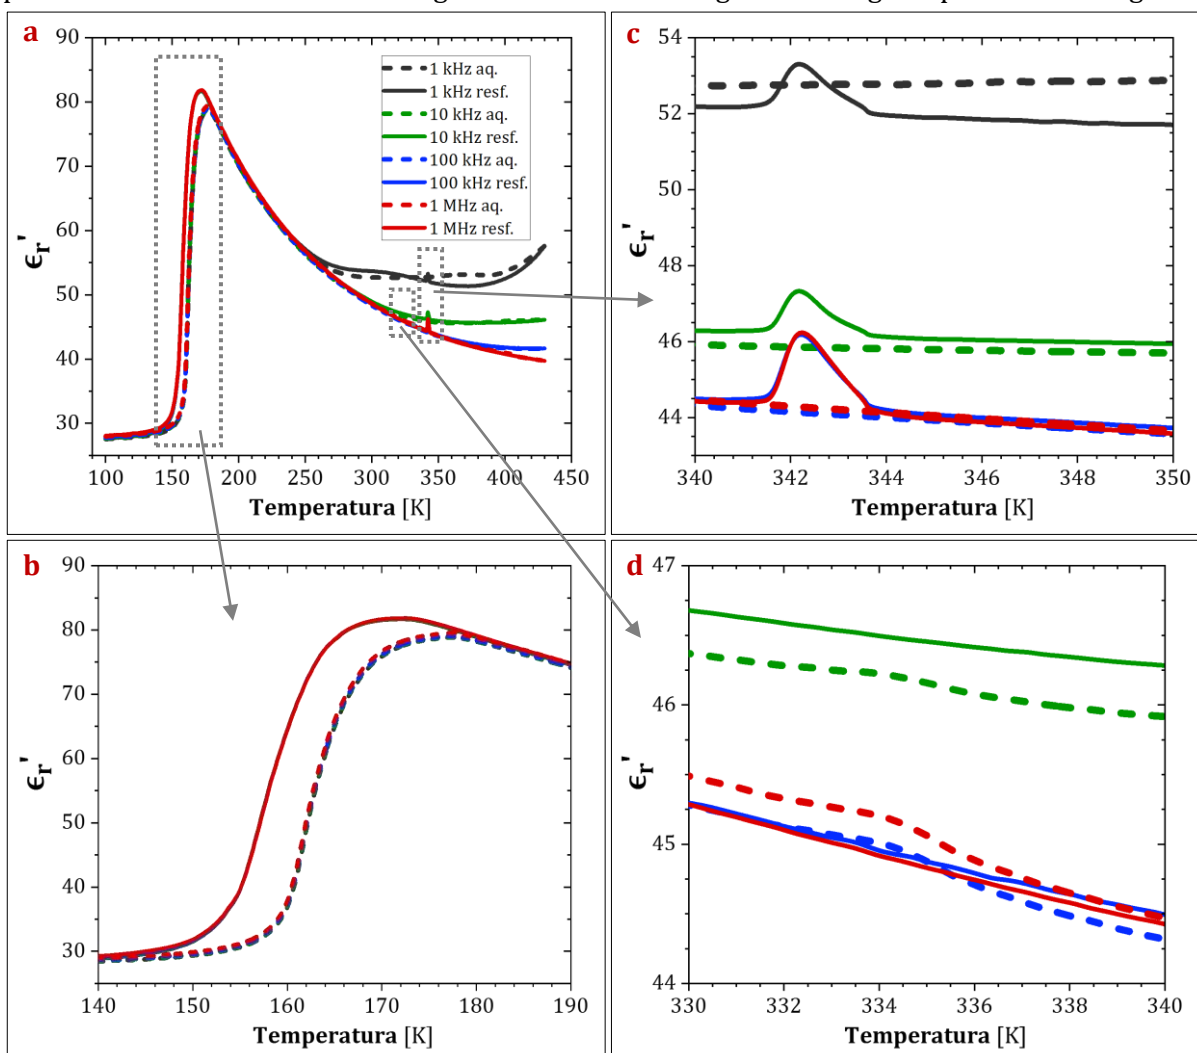 a
90
80
70
60
50
40
30
ϵr'
100 150 200 250 300 350 400 450
Temperatura [K]
1 kHz aq.
1 kHz resf.
10 kHz aq.
10 kHz resf.
100 kHz aq.
100 kHz resf.
1 MHz aq.
1 MHz resf.
c
54
52
50
48
46
44
ϵr'
340 342 344 346 348 350
Temperatura [K]
b
90
80
70
60
50
40
30
ϵr'
140 150 160 170 180 190
Temperatura [K]
d
47
46
45
44
ϵr'
330 332 334 336 338 340
Temperatura [K]